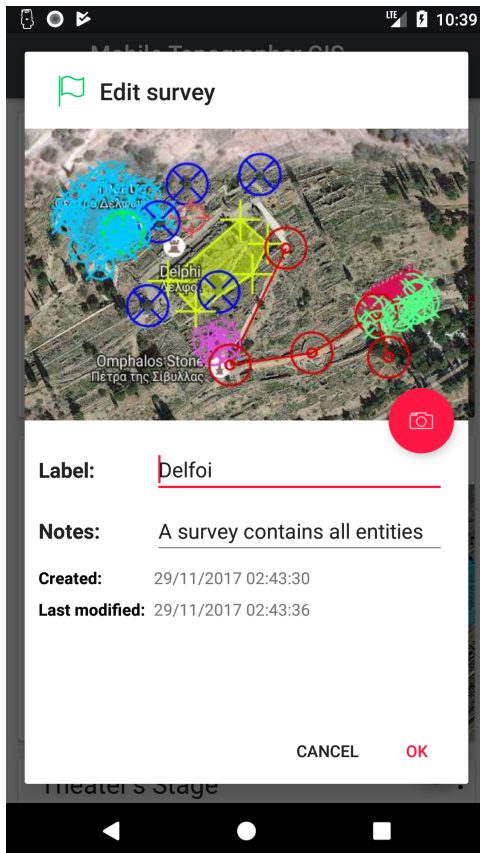 LTE
10:39
Mobile Topographer GIS
Edit survey
Delphi
Omphalos Stone
Πέτρα της Σίβυλλας
Label:
Delfoi
Notes:
A survey contains all entities
Created:
29/11/2017 02:43:30
Last modified:
29/11/2017 02:43:36
CANCEL
OK
Theater's Stage